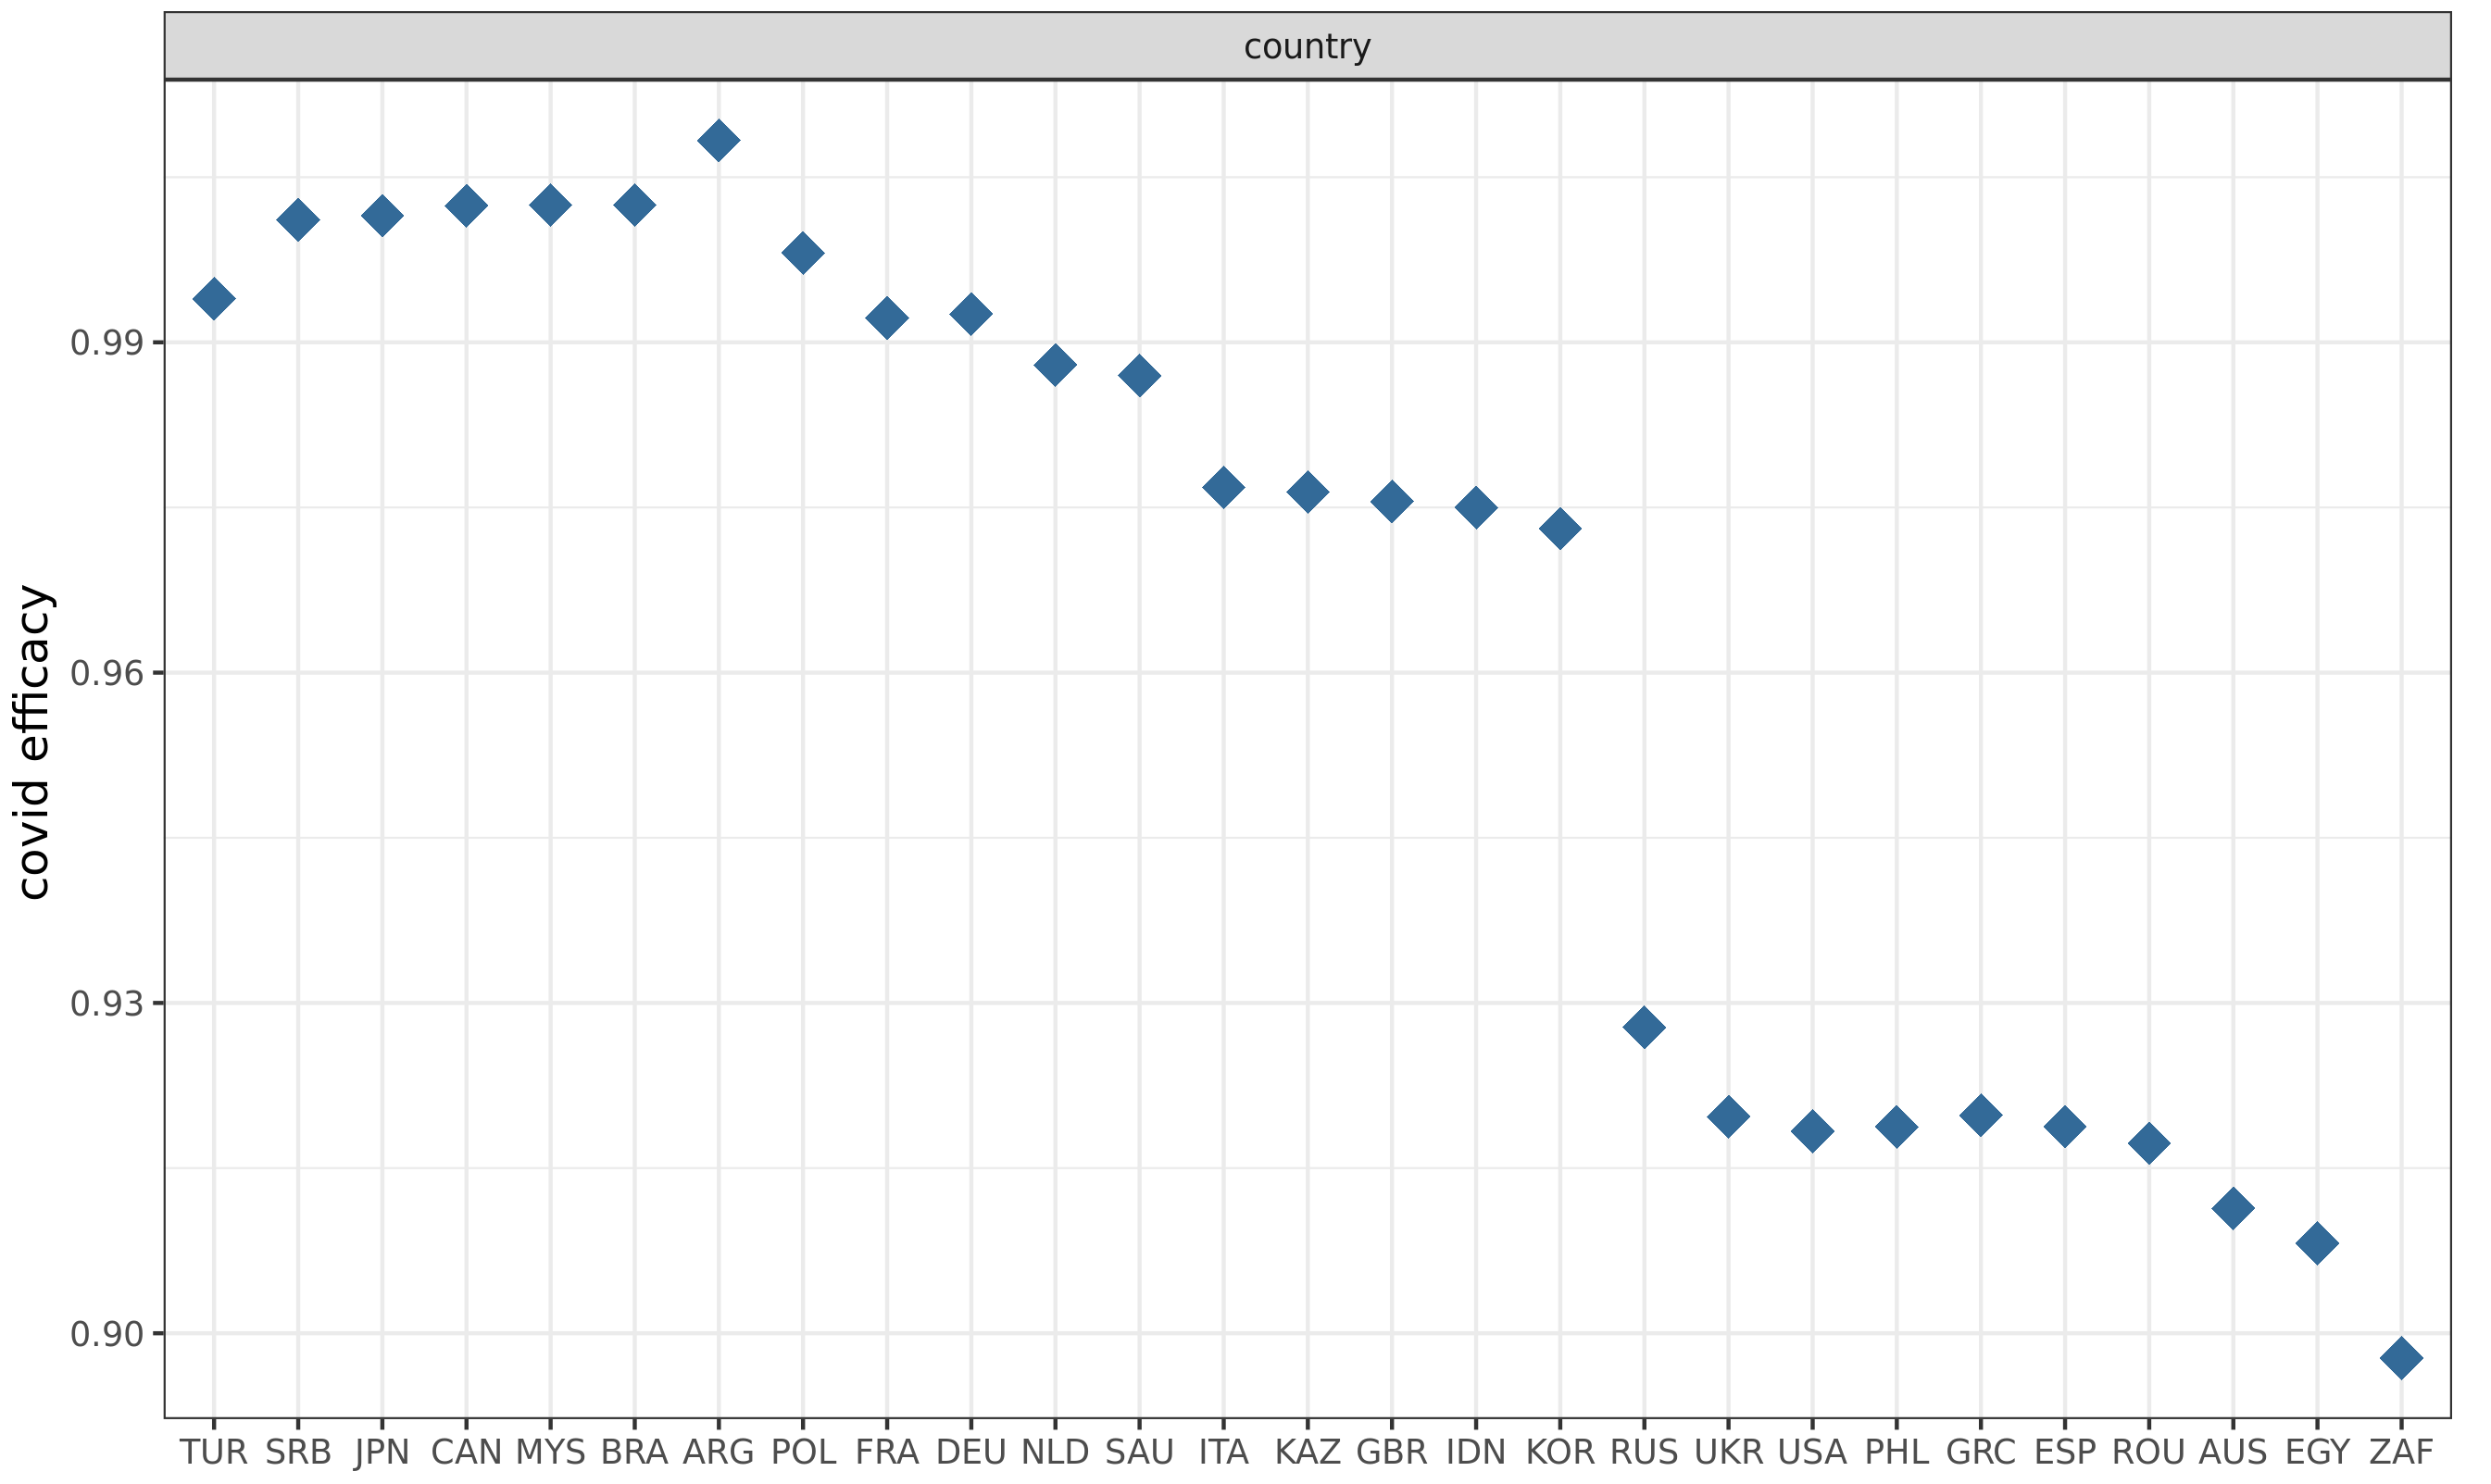 country
covid efficacy
0.99
0.96
0.93
0.90
TUR SRB JPN CAN MYS BRA ARG POL FRA DEU NLD SAU ITA KAZ GBR IDN KOR RUS UKR USA PHL GRC ESP ROU AUS EGY ZAF